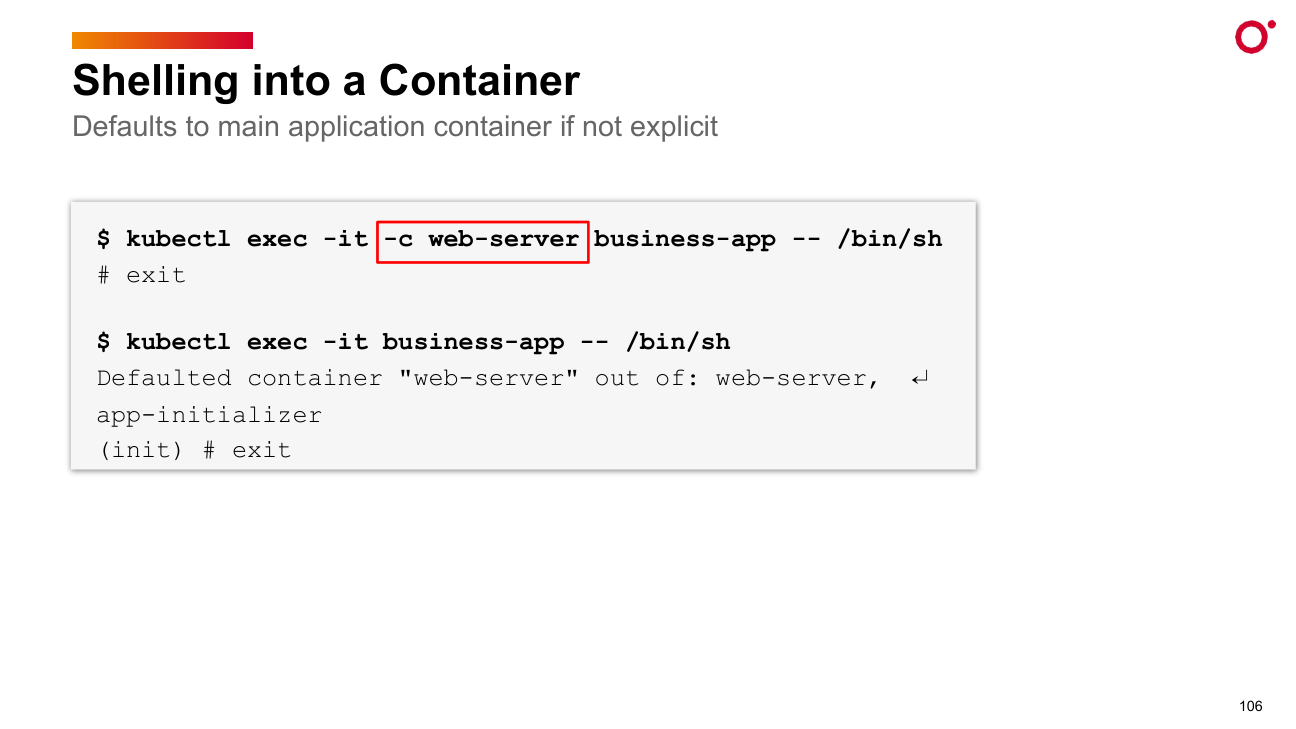 Shelling into a Container
Defaults to main application container if not explicit
$ kubectl exec -it -c web-server business-app -- /bin/sh
# exit
$ kubectl exec -it business-app -- /bin/sh
Defaulted container "web-server" out of: web-server, ↵
app-initializer
(init) # exit
106